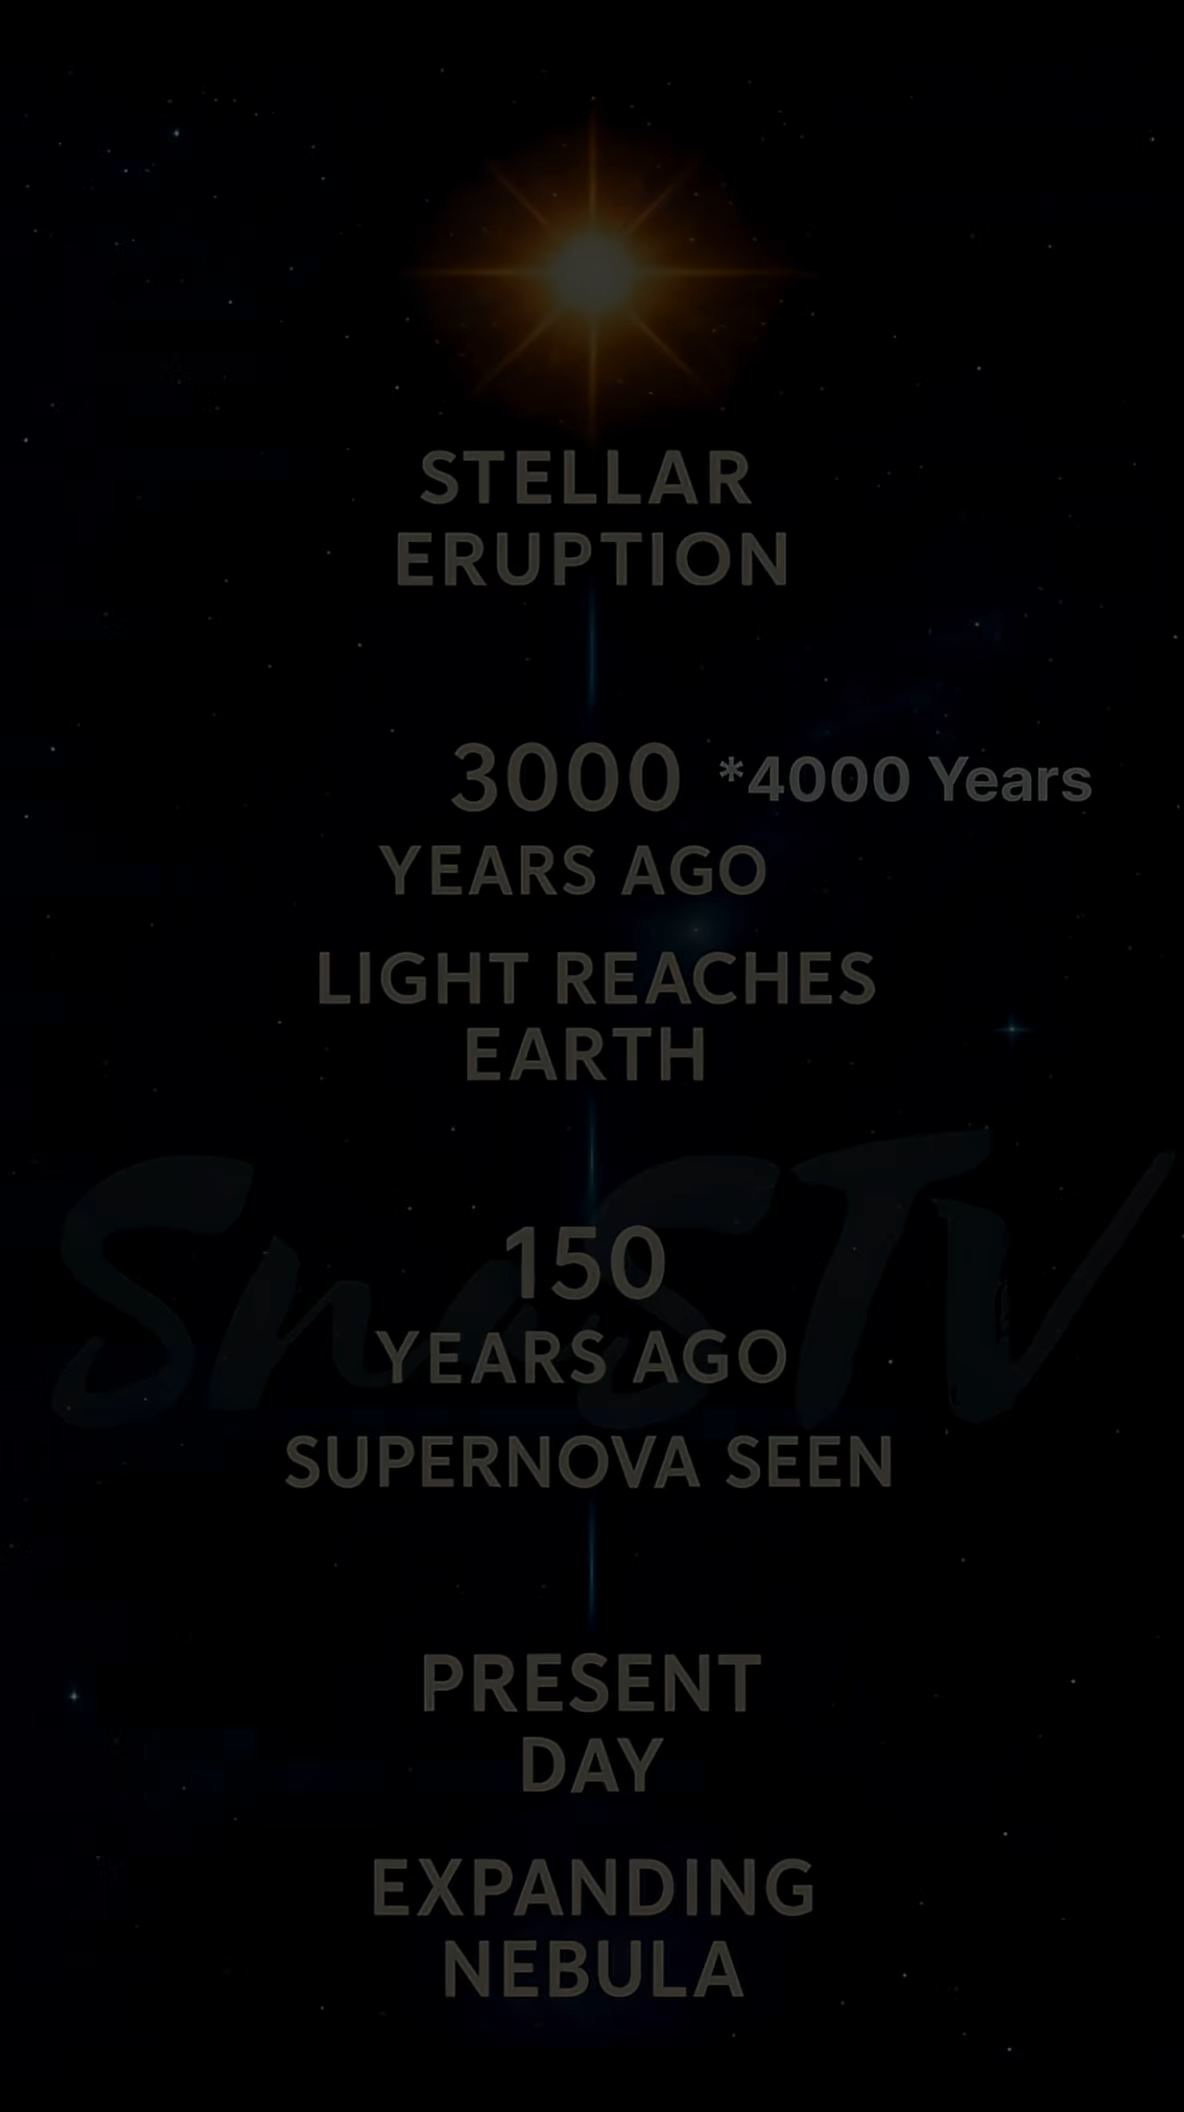 STELLAR
ERUPTION
3000 *4000 Years
YEARS AGO
LIGHT REACHES
EARTH
SnaSTV
150
YEARS AGO
SUPERNOVA SEEN
PRESENT
DAY
EXPANDING
NEBULA